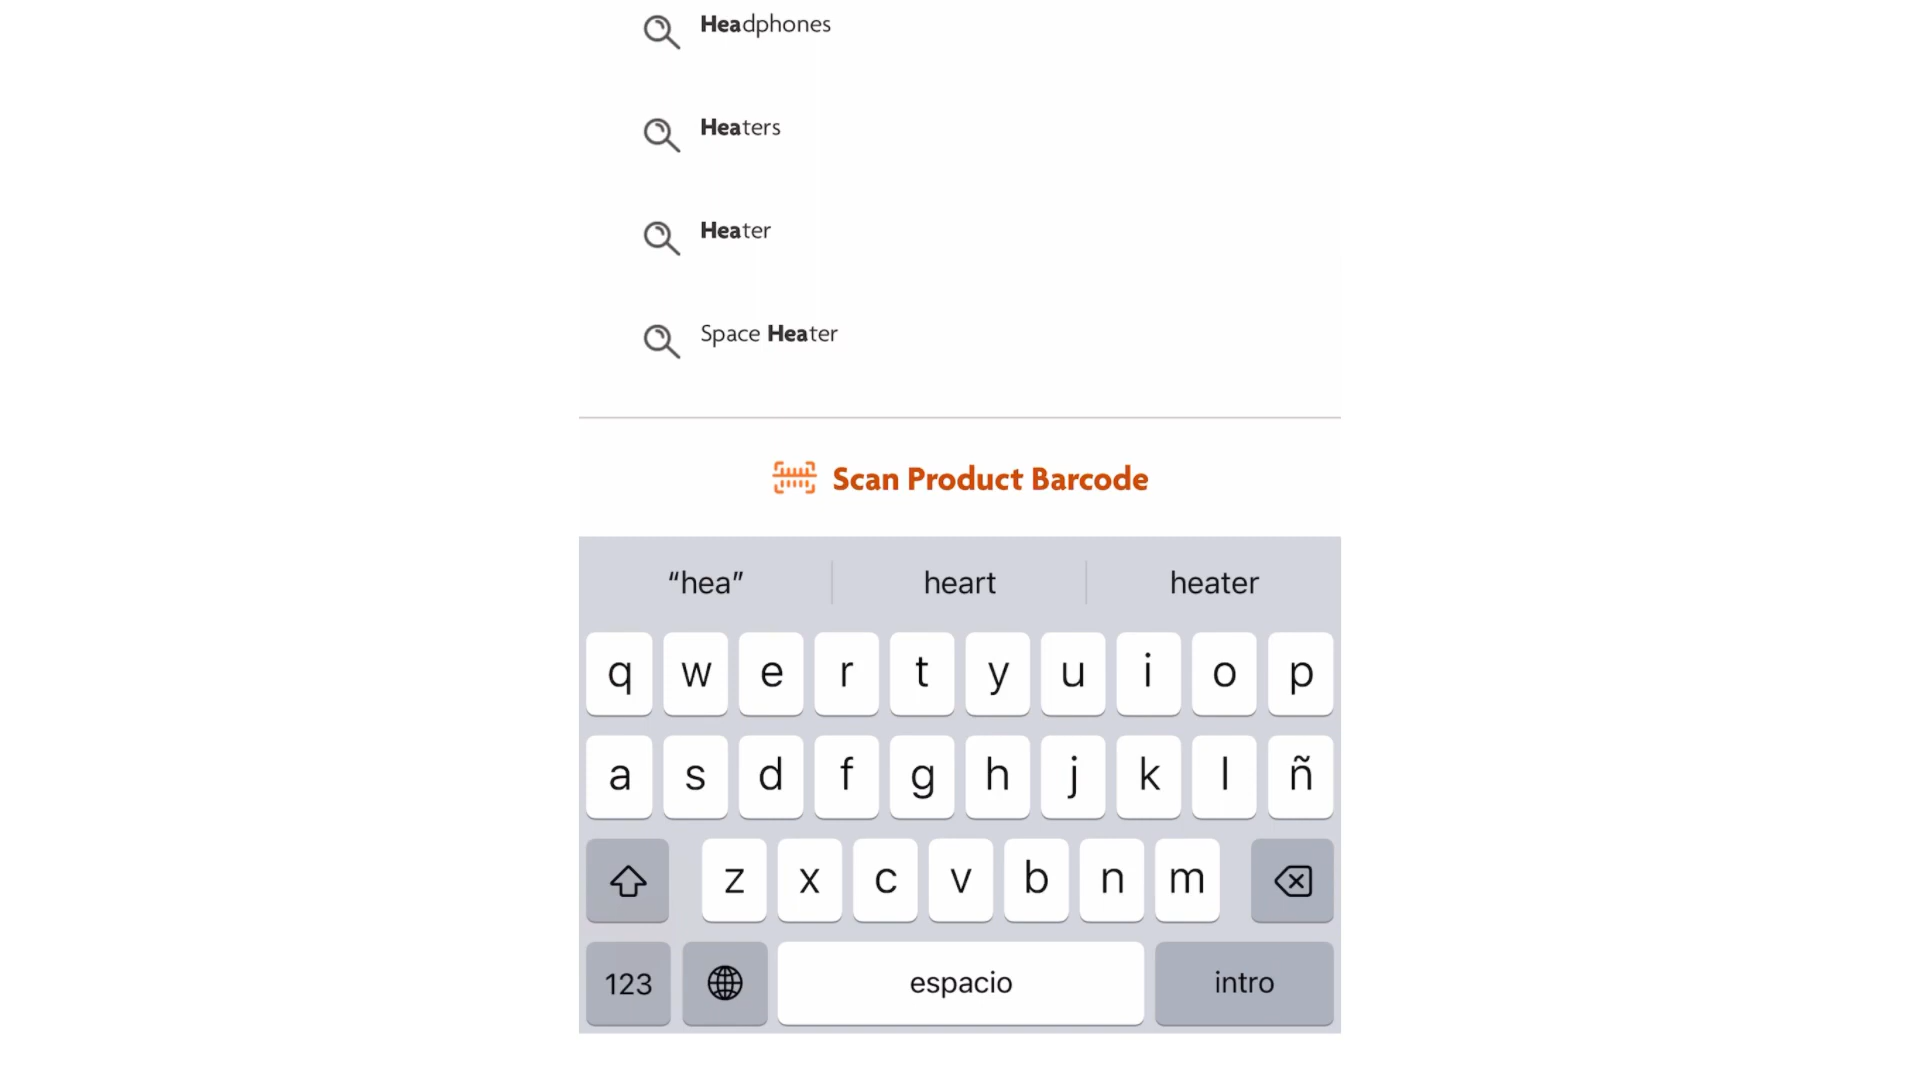 Headphones
Heaters
Heater
Space Heater
Scan Product Barcode
“hea” heart heater
q w e r t y u i o p
a s d f g h j k l ñ
z x c v b n m
123 espacio intro